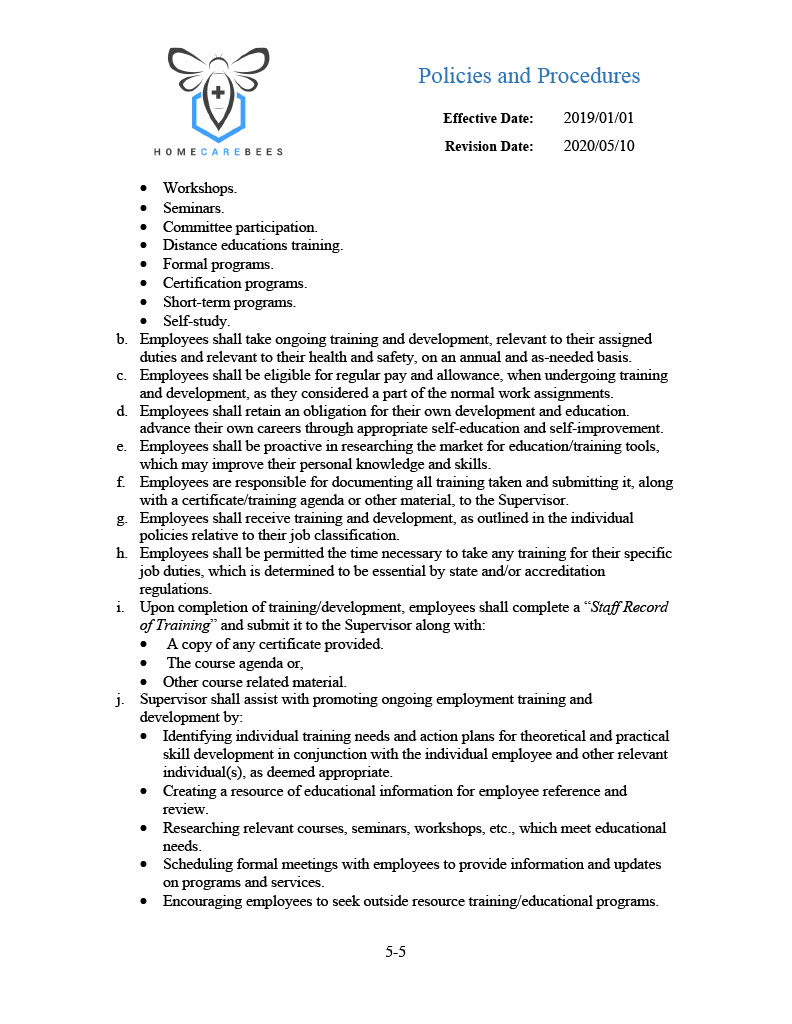 Policies and Procedures
Effective Date: 2019/01/01
Revision Date: 2020/05/10
HOMECAREBEES
• Workshops.
• Seminars.
• Committee participation.
• Distance educations training.
• Formal programs.
• Certification programs.
• Short-term programs.
• Self-study.
b. Employees shall take ongoing training and development, relevant to their assigned
duties and relevant to their health and safety, on an annual and as-needed basis.
c. Employees shall be eligible for regular pay and allowance, when undergoing training
and development, as they considered a part of the normal work assignments.
d. Employees shall retain an obligation for their own development and education.
advance their own careers through appropriate self-education and self-improvement.
e. Employees shall be proactive in researching the market for education/training tools,
which may improve their personal knowledge and skills.
f. Employees are responsible for documenting all training taken and submitting it, along
with a certificate/training agenda or other material, to the Supervisor.
g. Employees shall receive training and development, as outlined in the individual
policies relative to their job classification.
h. Employees shall be permitted the time necessary to take any training for their specific
job duties, which is determined to be essential by state and/or accreditation
regulations.
i. Upon completion of training/development, employees shall complete a “Staff Record
of Training” and submit it to the Supervisor along with:
• A copy of any certificate provided.
• The course agenda or,
• Other course related material.
j. Supervisor shall assist with promoting ongoing employment training and
development by:
• Identifying individual training needs and action plans for theoretical and practical
skill development in conjunction with the individual employee and other relevant
individual(s), as deemed appropriate.
• Creating a resource of educational information for employee reference and
review.
• Researching relevant courses, seminars, workshops, etc., which meet educational
needs.
• Scheduling formal meetings with employees to provide information and updates
on programs and services.
• Encouraging employees to seek outside resource training/educational programs.
5-5